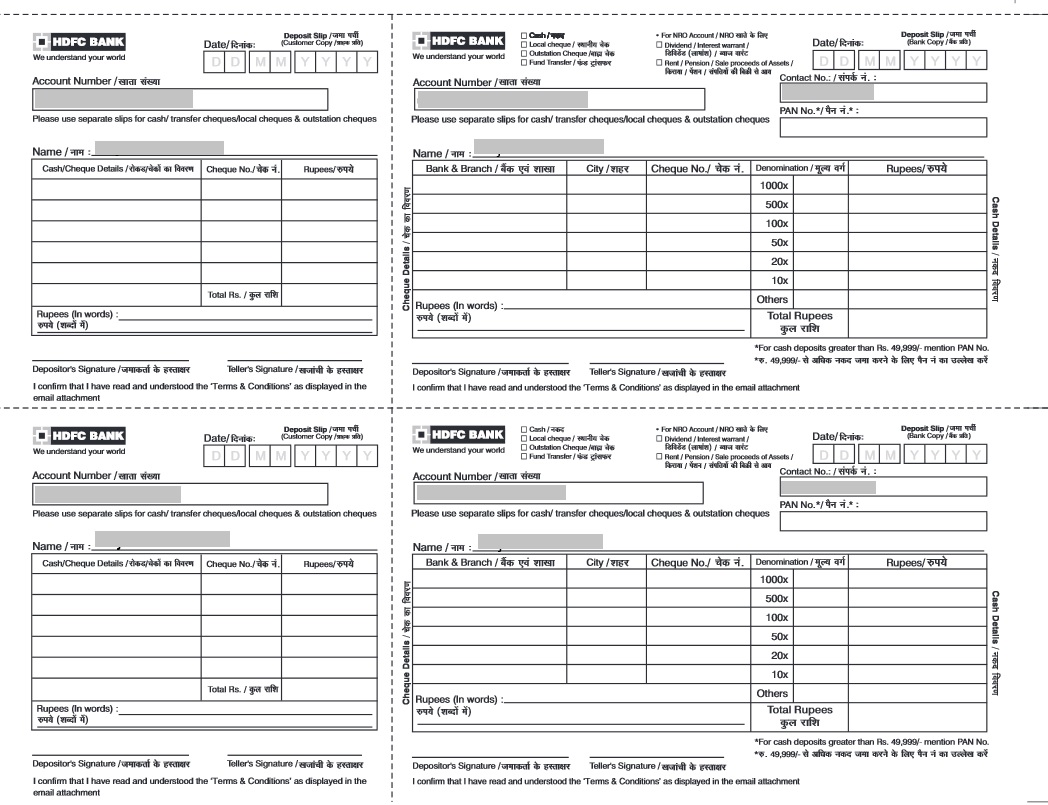 HDFC BANK
We understand your world
Deposit Slip / जमा पर्ची
(Customer Copy / ग्राहक प्रति)
Date / दिनांक:
D D M M Y Y Y Y
Account Number / खाता संख्या
Please use separate slips for cash/ transfer cheques/local cheques & outstation cheques
Name / नाम :
Cash/Cheque Details / रोकड/चेकों का विवरण Cheque No. / चेक नं. Rupees/ रुपये
Total Rs. / कुल राशि
Rupees (In words) :
रुपये (शब्दों में)
Depositor's Signature / जमाकर्ता के हस्ताक्षर Teller's Signature / खजांची के हस्ताक्षर
I confirm that I have read and understood the 'Terms & Conditions' as displayed in the
email attachment
HDFC BANK
We understand your world
Cash / नकद
Local cheque / स्थानीय चेक
Outstation Cheque /बाह्य चेक
Fund Transfer / फंड ट्रांसफर
• For NRO Account / NRO खाते के लिए
Dividend / Interest warrant /
डिविडेंड (लाभांश) / ब्याज वारंट
Rent / Pension / Sale proceeds of Assets /
किराया / पेंशन / संपत्तियों की बिक्री से आय
Deposit Slip / जमा पर्ची
(Bank Copy / बैंक प्रति)
Date / दिनांक:
D D M M Y Y Y Y
Account Number / खाता संख्या
Contact No.: / संपर्क नं. :
PAN No.*/ पैन नं.* :
Please use separate slips for cash/ transfer cheques/local cheques & outstation cheques
Name / नाम :
Cheque Details / चेक का विवरण
Bank & Branch / बैंक एवं शाखा City / शहर Cheque No./ चेक नं. Denomination / मूल्य वर्ग Rupees/ रुपये
1000x
500x
100x
50x
20x
10x
Others
Cash Details / नकद विवरण
Rupees (In words) :
रुपये (शब्दों में)
Total Rupees
कुल राशि
*For cash deposits greater than Rs. 49,999/- mention PAN No.
*रु. 49,999/- से अधिक नकद जमा करने के लिए पैन नं का उल्लेख करें
Depositor's Signature / जमाकर्ता के हस्ताक्षर Teller's Signature / खजांची के हस्ताक्षर
I confirm that I have read and understood the 'Terms & Conditions' as displayed in the email attachment
HDFC BANK
We understand your world
Deposit Slip / जमा पर्ची
(Customer Copy / ग्राहक प्रति)
Date / दिनांक:
D D M M Y Y Y Y
Account Number / खाता संख्या
Please use separate slips for cash/ transfer cheques/local cheques & outstation cheques
Name / नाम :
Cash/Cheque Details / रोकड/चेकों का विवरण Cheque No. / चेक नं. Rupees/ रुपये
Total Rs. / कुल राशि
Rupees (In words) :
रुपये (शब्दों में)
Depositor's Signature / जमाकर्ता के हस्ताक्षर Teller's Signature / खजांची के हस्ताक्षर
I confirm that I have read and understood the 'Terms & Conditions' as displayed in the
email attachment
HDFC BANK
We understand your world
Cash / नकद
Local cheque / स्थानीय चेक
Outstation Cheque /बाह्य चेक
Fund Transfer / फंड ट्रांसफर
• For NRO Account / NRO खाते के लिए
Dividend / Interest warrant /
डिविडेंड (लाभांश) / ब्याज वारंट
Rent / Pension / Sale proceeds of Assets /
किराया / पेंशन / संपत्तियों की बिक्री से आय
Deposit Slip / जमा पर्ची
(Bank Copy / बैंक प्रति)
Date / दिनांक:
D D M M Y Y Y Y
Account Number / खाता संख्या
Contact No.: / संपर्क नं. :
PAN No.*/ पैन नं.* :
Please use separate slips for cash/ transfer cheques/local cheques & outstation cheques
Name / नाम :
Cheque Details / चेक का विवरण
Bank & Branch / बैंक एवं शाखा City / शहर Cheque No./ चेक नं. Denomination / मूल्य वर्ग Rupees/ रुपये
1000x
500x
100x
50x
20x
10x
Others
Cash Details / नकद विवरण
Rupees (In words) :
रुपये (शब्दों में)
Total Rupees
कुल राशि
*For cash deposits greater than Rs. 49,999/- mention PAN No.
*रु. 49,999/- से अधिक नकद जमा करने के लिए पैन नं का उल्लेख करें
Depositor's Signature / जमाकर्ता के हस्ताक्षर Teller's Signature / खजांची के हस्ताक्षर
I confirm that I have read and understood the 'Terms & Conditions' as displayed in the email attachment